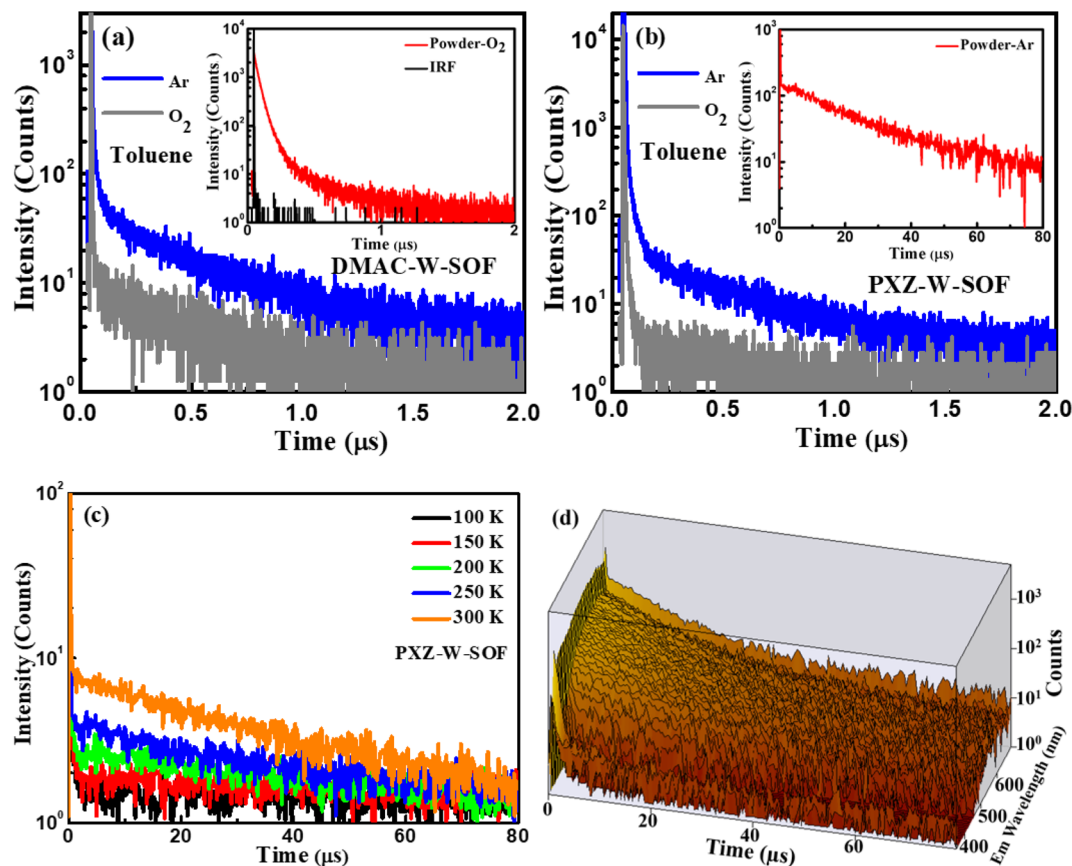 (a)
Ar
O2
Toluene
DMAC-W-SOF
Intensity (Counts)
10^3
10^2
10^1
10^0
0.0 0.5 1.0 1.5 2.0
Time (μs)
Powder-O2
IRF
Intensity (Counts)
10^4
10^3
10^2
10^1
10^0
0 1 2
Time (μs)
(b)
Ar
O2
Toluene
PXZ-W-SOF
Intensity (Counts)
10^4
10^3
10^2
10^1
10^0
0.0 0.5 1.0 1.5 2.0
Time (μs)
Powder-Ar
Intensity (Counts)
10^3
10^2
10^1
10^0
0 20 40 60 80
Time (μs)
(c)
100 K
150 K
200 K
250 K
300 K
PXZ-W-SOF
Intensity (Counts)
10^2
10^1
10^0
0 20 40 60 80
Time (μs)
(d)
10^3
10^2
10^1
10^0
Counts
600
500
400
Em Wavelength (nm)
0 20 40 60
Time (μs)